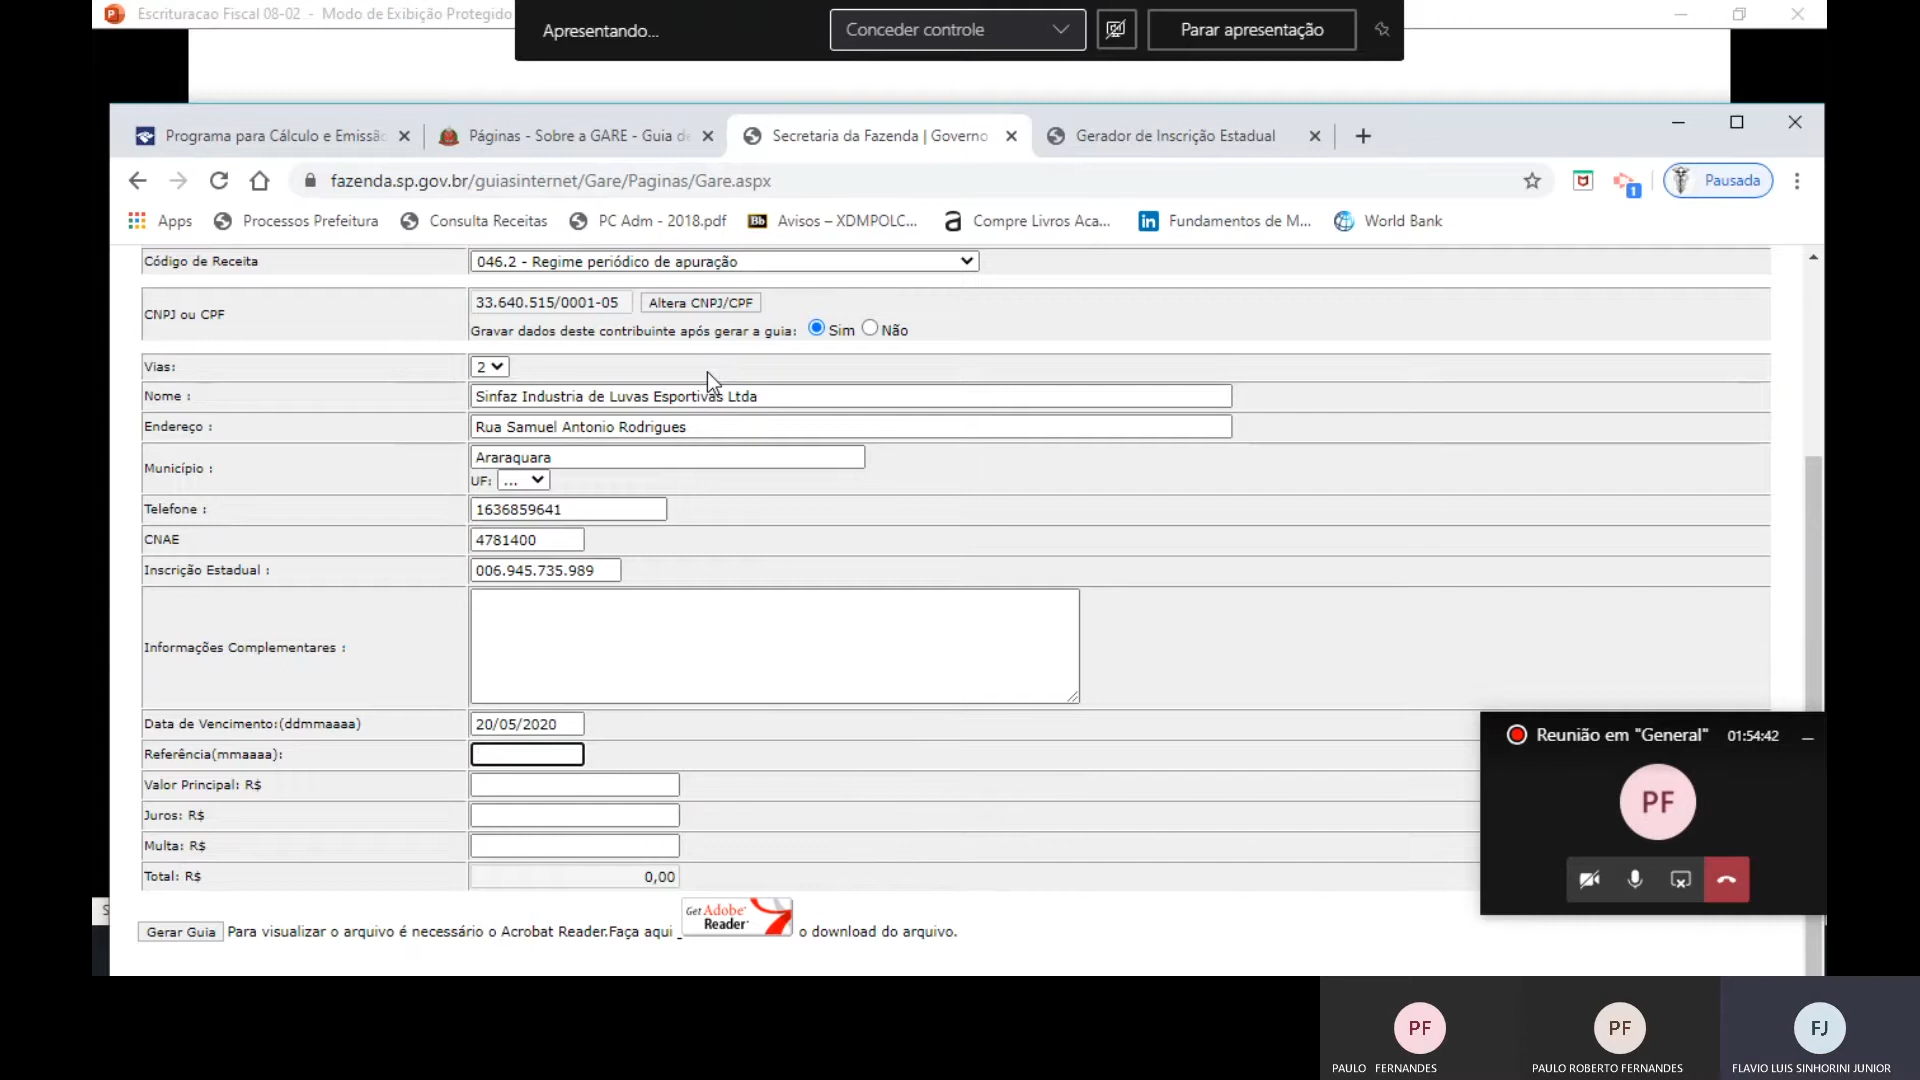 Escrituracao Fiscal 08-02 - Modo de Exibição Protegido
Apresentando...
Conceder controle
Parar apresentação
Programa para Cálculo e Emissão
Páginas - Sobre a GARE - Guia de
Secretaria da Fazenda | Governo
Gerador de Inscrição Estadual
fazenda.sp.gov.br/guiasinternet/Gare/Paginas/Gare.aspx
1
Pausada
Apps
Processos Prefeitura
Consulta Receitas
PC Adm - 2018.pdf
Bb
Avisos – XDMPOLC...
a
Compre Livros Aca...
in
Fundamentos de M...
World Bank
Código de Receita
046.2 - Regime periódico de apuração
CNPJ ou CPF
33.640.515/0001-05
Altera CNPJ/CPF
Gravar dados deste contribuinte após gerar a guia: Sim Não
Vias:
2
Nome :
Sinfaz Industria de Luvas Esportivas Ltda
Endereço :
Rua Samuel Antonio Rodrigues
Município :
Araraquara
UF: ...
Telefone :
1636859641
CNAE
4781400
Inscrição Estadual :
006.945.735.989
Informações Complementares :
Data de Vencimento:(ddmmaaaa)
20/05/2020
Referência(mmaaaa):
Valor Principal: R$
Juros: R$
Multa: R$
Total: R$
0,00
Gerar Guia
Para visualizar o arquivo é necessário o Acrobat Reader.Faça aqui
Get Adobe Reader
o download do arquivo.
Reunião em "General"
01:54:42
PF
PF
PAULO FERNANDES
PF
PAULO ROBERTO FERNANDES
FJ
FLAVIO LUIS SINHORINI JUNIOR